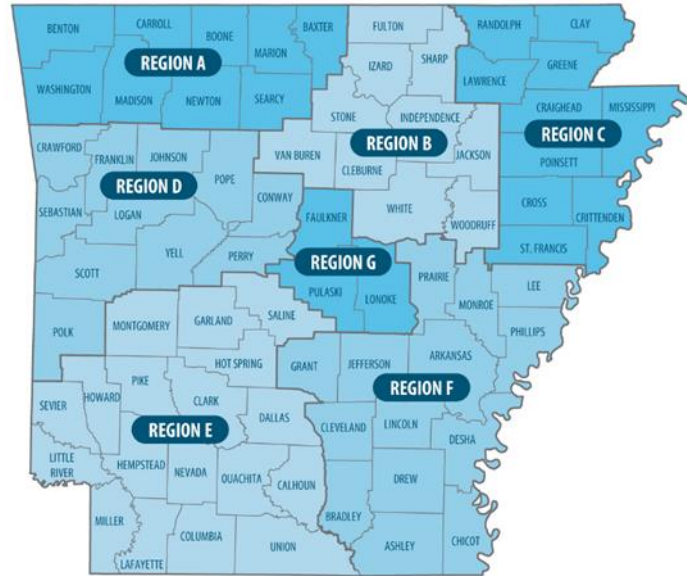 BENTON
CARROLL
BOONE
MARION
BAXTER
FULTON
RANDOLPH
CLAY
REGION A
IZARD
SHARP
GREENE
LAWRENCE
WASHINGTON
MADISON
NEWTON
SEARCY
STONE
INDEPENDENCE
CRAIGHEAD
MISSISSIPPI
REGION B
REGION C
CRAWFORD
FRANKLIN
JOHNSON
VAN BUREN
JACKSON
POINSETT
CLEBURNE
REGION D
POPE
CONWAY
FAULKNER
WHITE
CROSS
CRITTENDEN
SEBASTIAN
LOGAN
WOODRUFF
ST. FRANCIS
YELL
PERRY
REGION G
PRAIRIE
SCOTT
PULASKI
LONOKE
LEE
MONROE
POLK
MONTGOMERY
GARLAND
SALINE
PHILLIPS
HOT SPRING
GRANT
JEFFERSON
ARKANSAS
PIKE
REGION F
SEVIER
HOWARD
CLARK
REGION E
DALLAS
CLEVELAND
LINCOLN
DESHA
LITTLE
RIVER
HEMPSTEAD
NEVADA
OUACHITA
CALHOUN
DREW
MILLER
BRADLEY
COLUMBIA
UNION
ASHLEY
CHICOT
LAFAYETTE